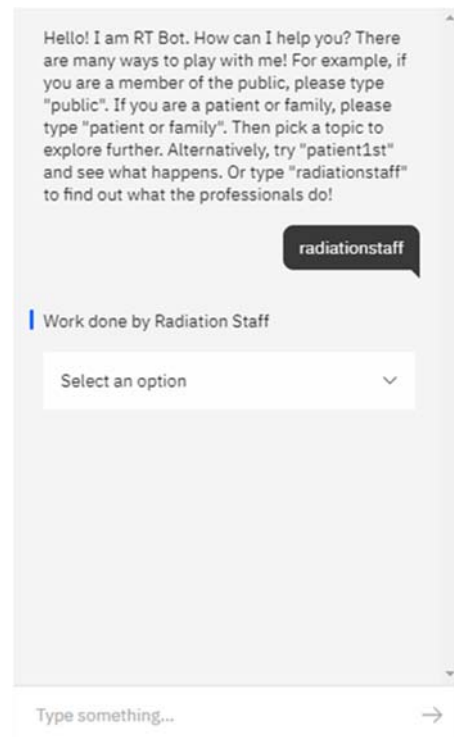 Hello! I am RT Bot. How can I help you? There
are many ways to play with me! For example, if
you are a member of the public, please type
"public". If you are a patient or family, please
type "patient or family". Then pick a topic to
explore further. Alternatively, try "patient1st"
and see what happens. Or type "radiationstaff"
to find out what the professionals do!
radiationstaff
Work done by Radiation Staff
Select an option
Type something...